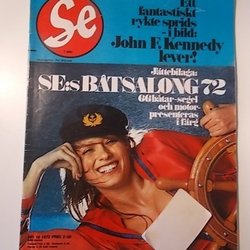 Se
Ett
fantastiskt
rykte sprids
- i bild:
John F. Kennedy
lever!
Jättebilaga:
SE:s BÅTSALONG 72
66 båtar-segel
och motor-
presenteras
i färg